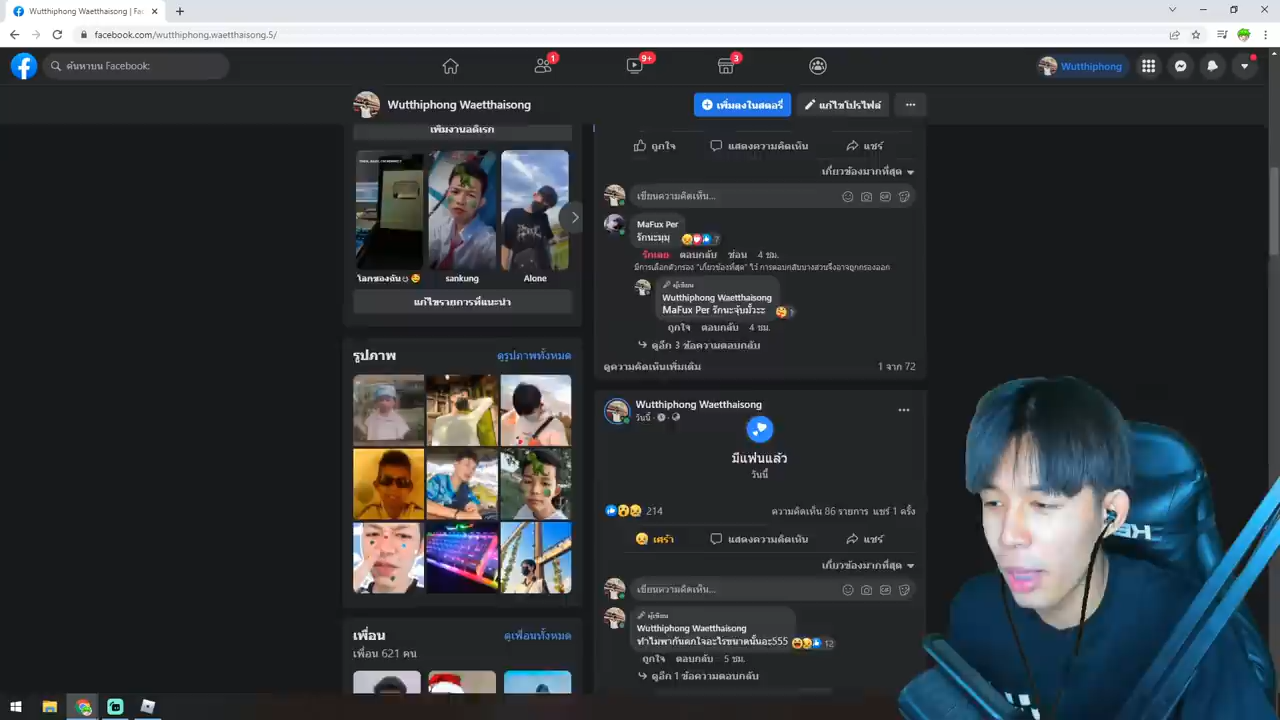 Wutthiphong Waetthaisong | Fac
facebook.com/wutthiphong.waetthaisong.5/
ค้นหาบน Facebook
1
9+
3
Wutthiphong
Wutthiphong Waetthaisong
เพิ่มลงในสตอรี่
แก้ไขโปรไฟล์
เพิ่มงานอดิเรก
โลกของฉัน
sankung
Alone
แก้ไขรายการที่แนะนำ
รูปภาพ
ดูรูปภาพทั้งหมด
เพื่อน
ดูเพื่อนทั้งหมด
เพื่อน 621 คน
ถูกใจ
แสดงความคิดเห็น
แชร์
เกี่ยวข้องมากที่สุด
เขียนความคิดเห็น...
MaFux Per
รักนะมุมุ
7
รักเลย ตอบกลับ ซ่อน 4 ชม.
มีการเลือกตัวกรอง "เกี่ยวข้องที่สุด" ไว้ การตอบกลับบางส่วนจึงอาจถูกกรองออก
ผู้เขียน
Wutthiphong Waetthaisong
MaFux Per รักนะจุ้บมั้วะะ
ถูกใจ ตอบกลับ 4 ชม.
ดูอีก 3 ข้อความตอบกลับ
ดูความคิดเห็นเพิ่มเติม
1 จาก 72
Wutthiphong Waetthaisong
วันนี้
มีแฟนแล้ว
วันนี้
214
ความคิดเห็น 86 รายการ แชร์ 1 ครั้ง
เศร้า
แสดงความคิดเห็น
แชร์
เกี่ยวข้องมากที่สุด
เขียนความคิดเห็น...
ผู้เขียน
Wutthiphong Waetthaisong
ทำไมพากันตกใจอะไรขนาดนั้นอะ555
12
ถูกใจ ตอบกลับ 5 ชม.
ดูอีก 1 ข้อความตอบกลับ